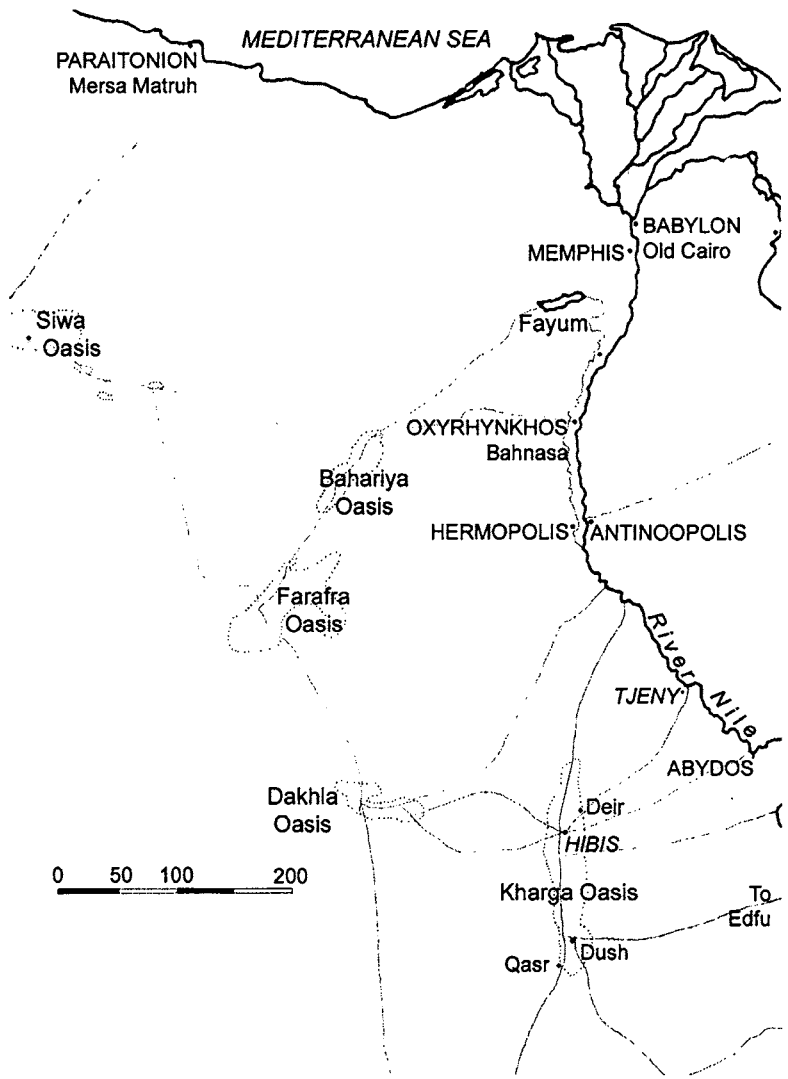 MEDITERRANEAN SEA
PARAITONION
Mersa Matruh
BABYLON
Old Cairo
MEMPHIS
Siwa
Oasis
Fayum
OXYRHYNKHOS
Bahnasa
Bahariya
Oasis
HERMOPOLIS
ANTINOOPOLIS
Farafra
Oasis
River Nile
TJENY
ABYDOS
Dakhla
Oasis
Deir
HIBIS
0 50 100 200
Kharga Oasis
To
Edfu
Dush
Qasr